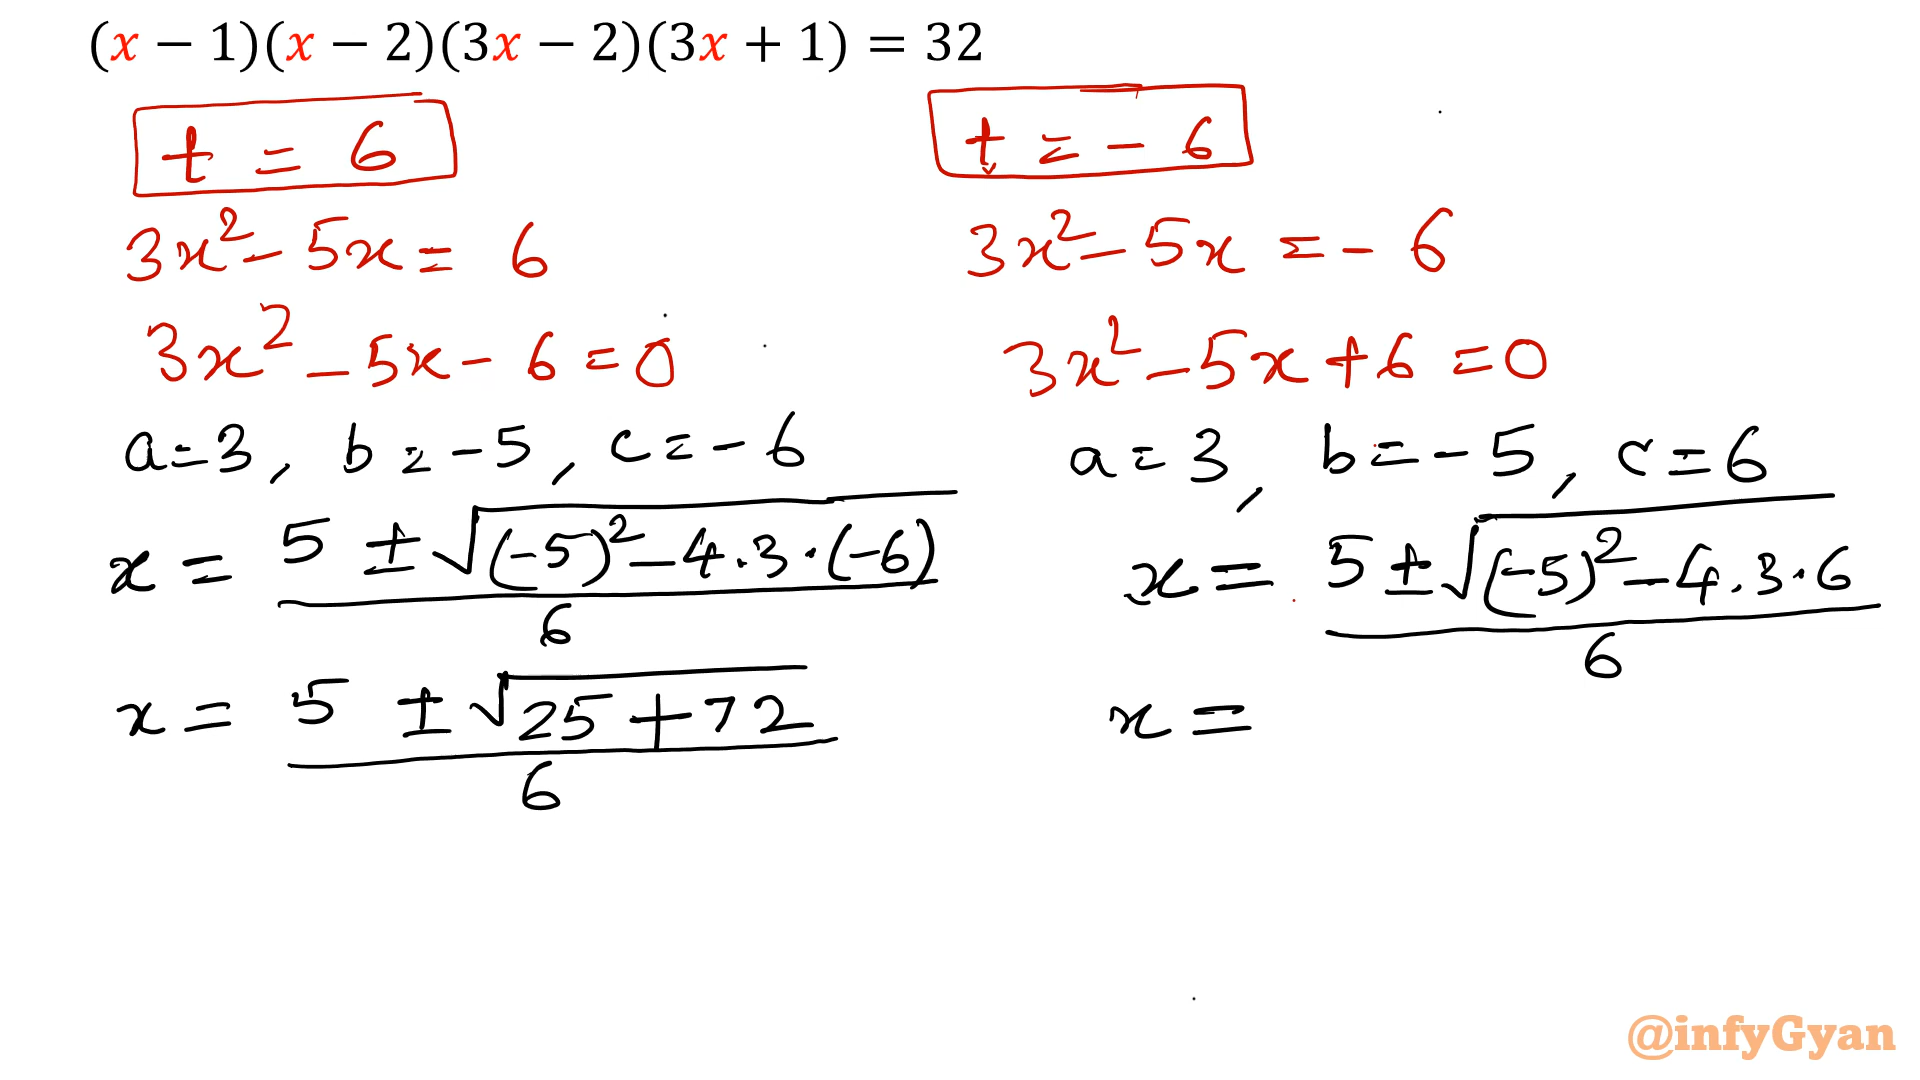 (x − 1)(x − 2)(3x − 2)(3x + 1) = 32
t = 6
3x² − 5x = 6
3x² − 5x − 6 = 0
a = 3, b = −5, c = −6
x = (5 ± √((−5)² − 4·3·(−6)))/6
x = (5 ± √(25 + 72))/6
t = −6
3x² − 5x = −6
3x² − 5x + 6 = 0
a = 3, b = −5, c = 6
x = (5 ± √((−5)² − 4·3·6))/6
x =
@infyGyan